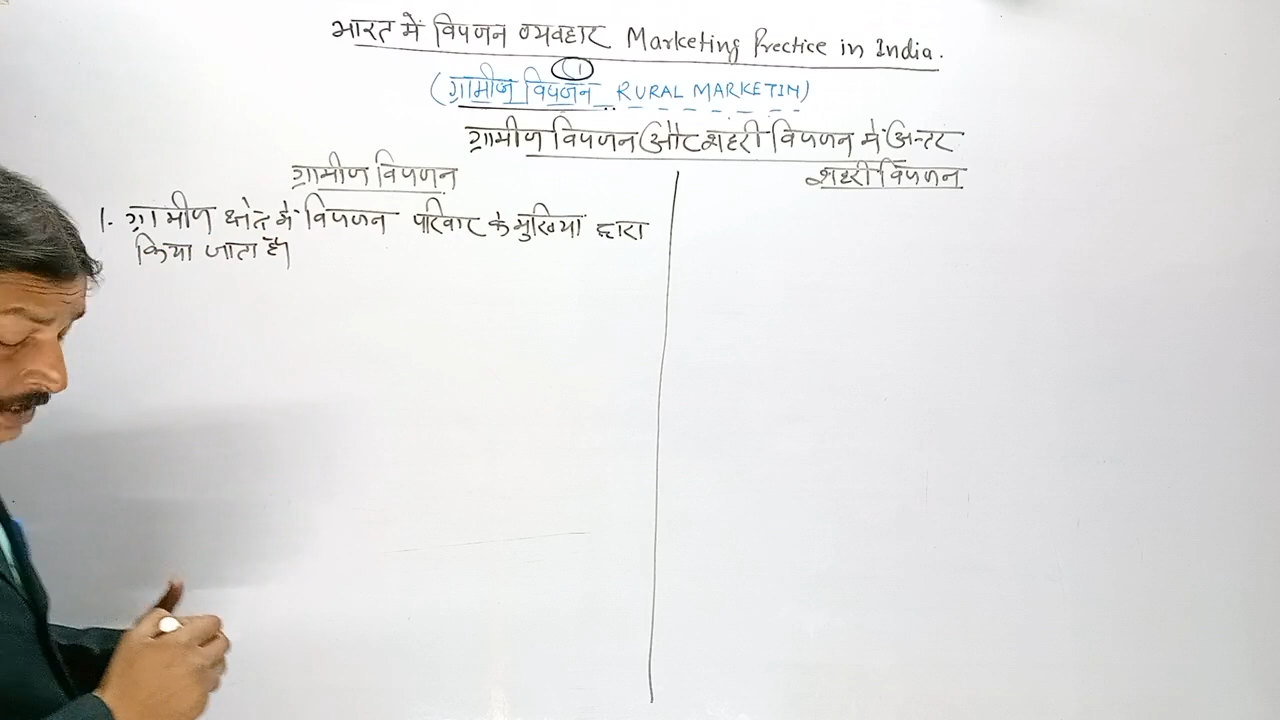 भारत में विपणन व्यवहार Marketing Prectice in India.
1
(ग्रामीण विपणन RURAL MARKETIN)
ग्रामीण विपणन और शहरी विपणन मे अन्तर
ग्रामीण विपणन
शहरी विपणन
1. ग्रामीण क्षेत्र मे विपणन परिवार के मुखिया द्वारा
किया जाता है।